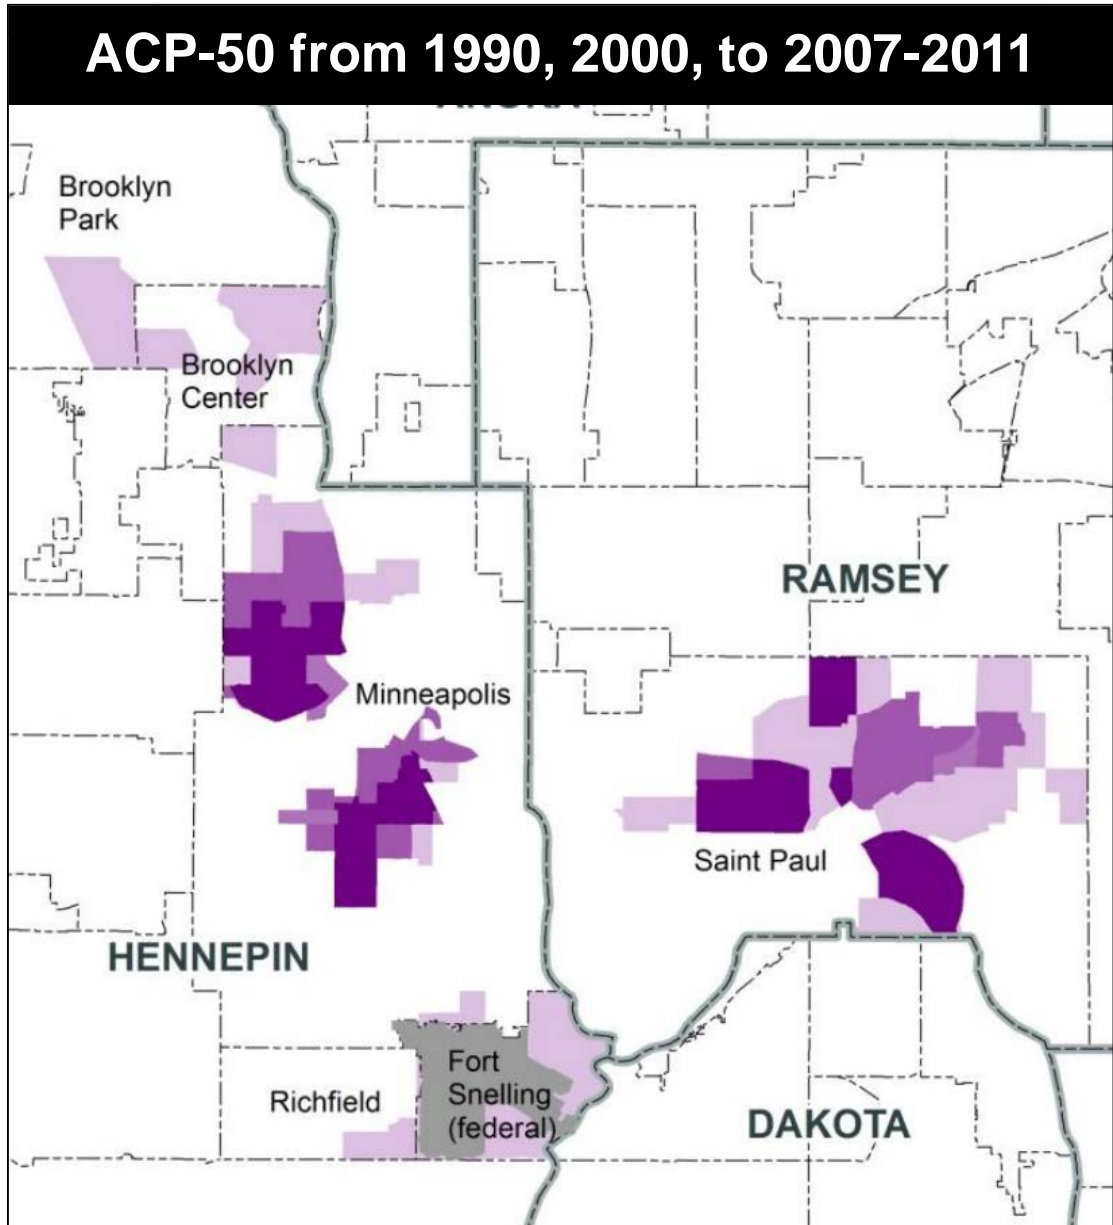 ACP-50 from 1990, 2000, to 2007-2011
Brooklyn
Park
Brooklyn
Center
RAMSEY
Minneapolis
Saint Paul
HENNEPIN
Fort
Snelling
(federal)
Richfield
DAKOTA